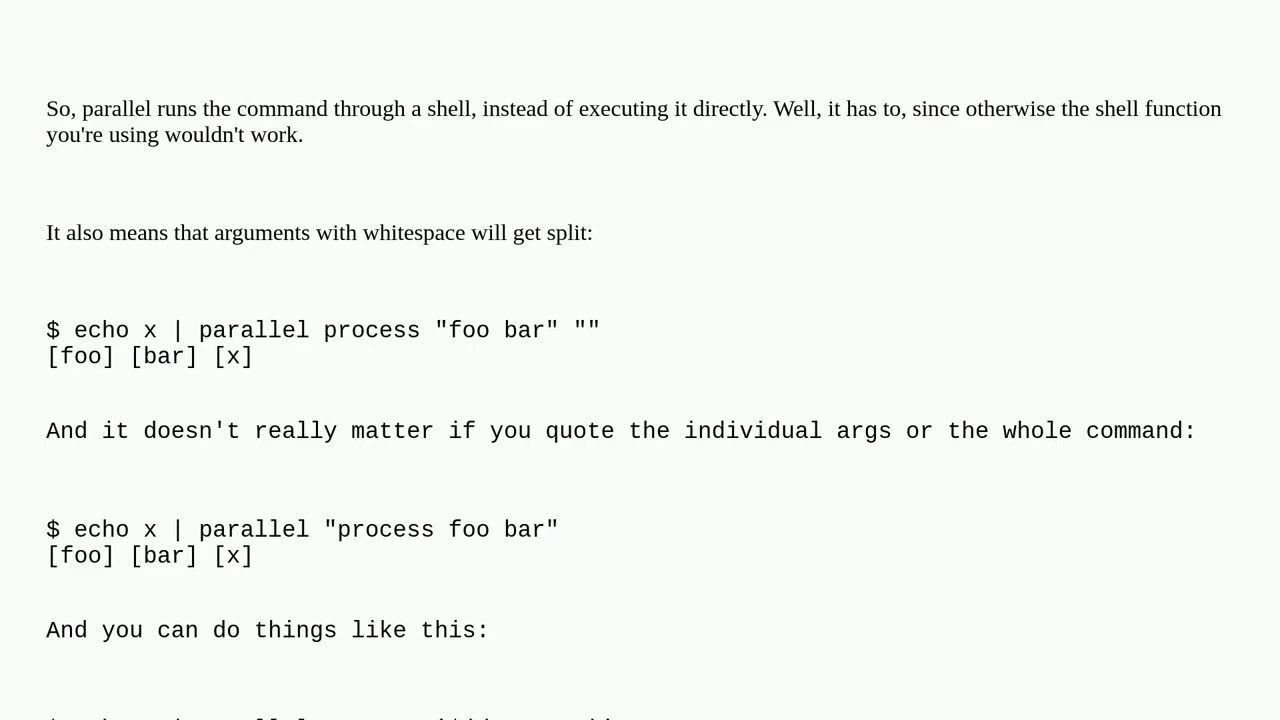 So, parallel runs the command through a shell, instead of executing it directly. Well, it has to, since otherwise the shell function
you're using wouldn't work.
It also means that arguments with whitespace will get split:
$ echo x | parallel process "foo bar" ""
[foo] [bar] [x]
And it doesn't really matter if you quote the individual args or the whole command:
$ echo x | parallel "process foo bar"
[foo] [bar] [x]
And you can do things like this: